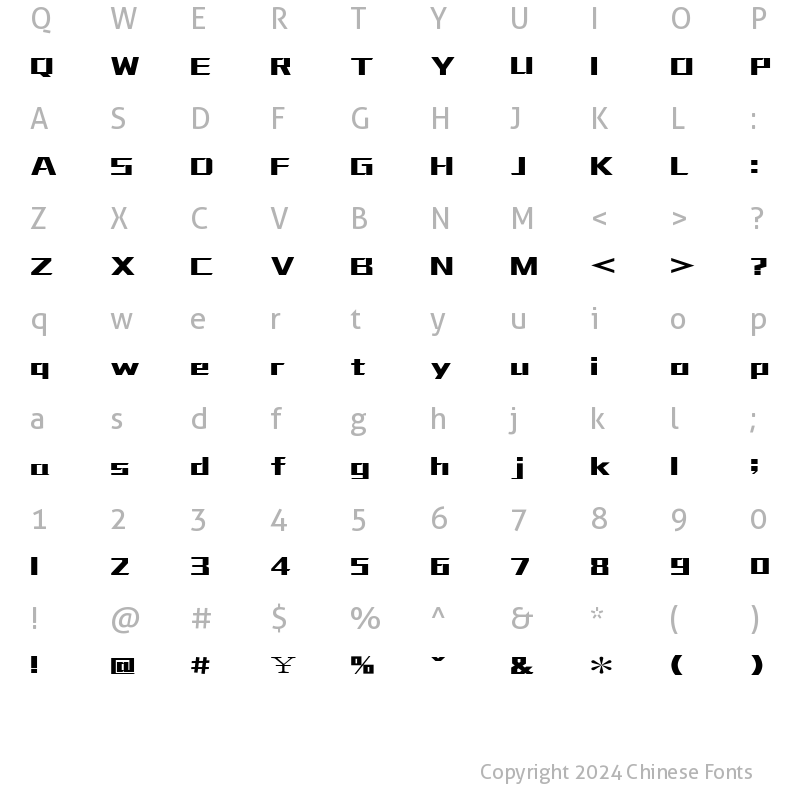 Q W E R T Y U I O P
Q W E R T Y U I O P
A S D F G H J K L :
A S D F G H J K L :
Z X C V B N M < > ?
Z X C V B N M < > ?
q w e r t y u i o p
q w e r t y u i o p
a s d f g h j k l ;
a s d f g h j k l ;
1 2 3 4 5 6 7 8 9 0
1 2 3 4 5 6 7 8 9 0
! @ # $ % ^ & * ( )
! @ # ¥ % ˇ & * ( )
Copyright 2024 Chinese Fonts